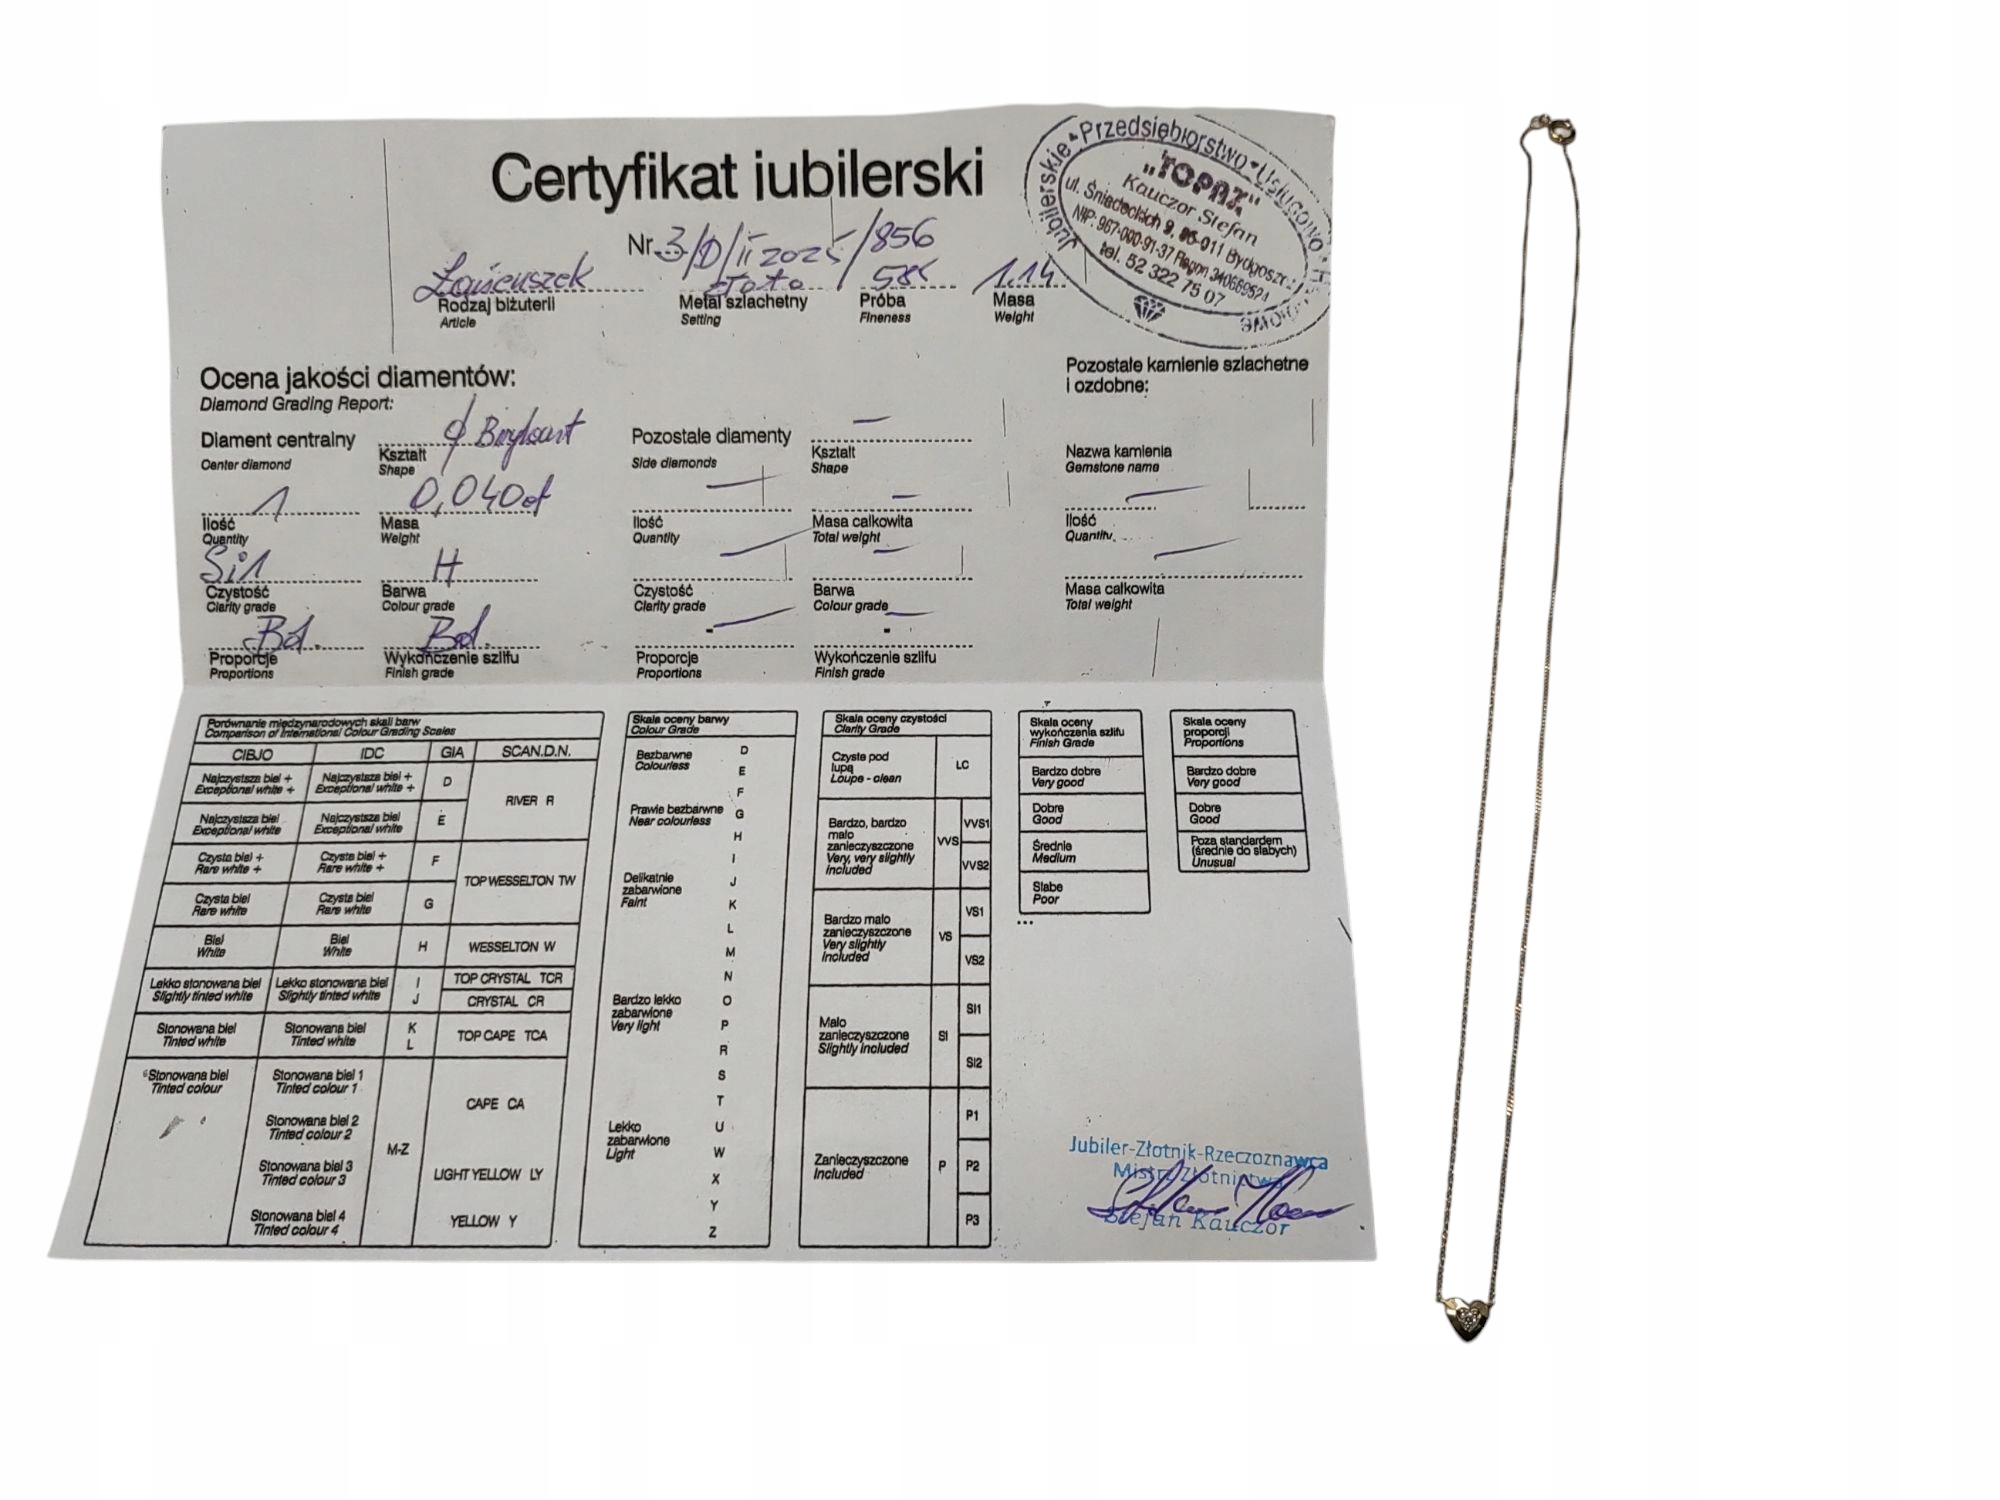 Certyfikat jubilerski
Jubilerskie • Przedsiębiorstwo • Usługowo
"TOPAZ"
Kauczor Stefan
ul. Śniadeckich 9, 85-011 Bydgoszcz
NIP: 967-000-91-37 Regon 340669524
tel. 52 322 75 07
Nr 3/D/II 2025/856
Łańcuszek złoto 585 1,14
Rodzaj biżuterii Metal szlachetny Próba Masa
Article Setting Fineness Weight
Ocena jakości diamentów: Pozostałe kamienie szlachetne
Diamond Grading Report: i ozdobne:
Brylant
Diament centralny Kształt Pozostałe diamenty Kształt Nazwa kamienia
Center diamond Shape Side diamonds Shape Gemstone name
1 0,040ct
Ilość Masa Ilość Masa całkowita Ilość
Quantity Weight Quantity Total weight Quantity
Si1 H
Czystość Barwa Czystość Barwa Masa całkowita
Clarity grade Colour grade Clarity grade Colour grade Total weight
Bd. Bd.
Proporcje Wykończenie szlifu Proporcje Wykończenie szlifu
Proportions Finish grade Proportions Finish grade
Porównanie międzynarodowych skali barw
Comparison of International Colour Grading Scales
CIBJO IDC GIA SCAN.D.N.
Najczystsza biel + Najczystsza biel + D
Exceptional white + Exceptional white +
RIVER R
Najczystsza biel Najczystsza biel E
Exceptional white Exceptional white
Czysta biel + Czysta biel + F
Rare white + Rare white +
TOP WESSELTON TW
Czysta biel Czysta biel G
Rare white Rare white
Biel Biel H WESSELTON W
White White
Lekko stonowana biel Lekko stonowana biel I TOP CRYSTAL TCR
Slightly tinted white Slightly tinted white J CRYSTAL CR
Stonowana biel Stonowana biel K TOP CAPE TCA
Tinted white Tinted white L
Stonowana biel Stonowana biel 1
Tinted colour Tinted colour 1
CAPE CA
Stonowana biel 2
Tinted colour 2
M-Z
Stonowana biel 3
Tinted colour 3
LIGHT YELLOW LY
Stonowana biel 4
Tinted colour 4
YELLOW Y
Skala oceny barwy
Colour Grade
Bezbarwne D
Colourless E
F
Prawie bezbarwne G
Near colourless H
I
Delikatnie J
zabarwione K
Faint L
M
N
Bardzo lekko O
zabarwione P
Very light R
S
T
Lekko U
zabarwione W
Light X
Y
Z
Skala oceny czystości
Clarity Grade
Czyste pod
lupą LC
Loupe - clean
Bardzo, bardzo
mało VVS VVS1
zanieczyszczone
Very, very slightly VVS2
included
Bardzo mało VS1
zanieczyszczone VS
Very slightly
included VS2
Mało SI1
zanieczyszczone SI
Slightly included SI2
P1
Zanieczyszczone P P2
Included
P3
Skala oceny
wykończenia szlifu
Finish Grade
Bardzo dobre
Very good
Dobre
Good
Średnie
Medium
Słabe
Poor
Skala oceny
proporcji
Proportions
Bardzo dobre
Very good
Dobre
Good
Poza standardem
(średnie do słabych)
Unusual
Jubiler-Złotnik-Rzeczoznawca
Mistrz Złotnictwa
Stefan Kauczor